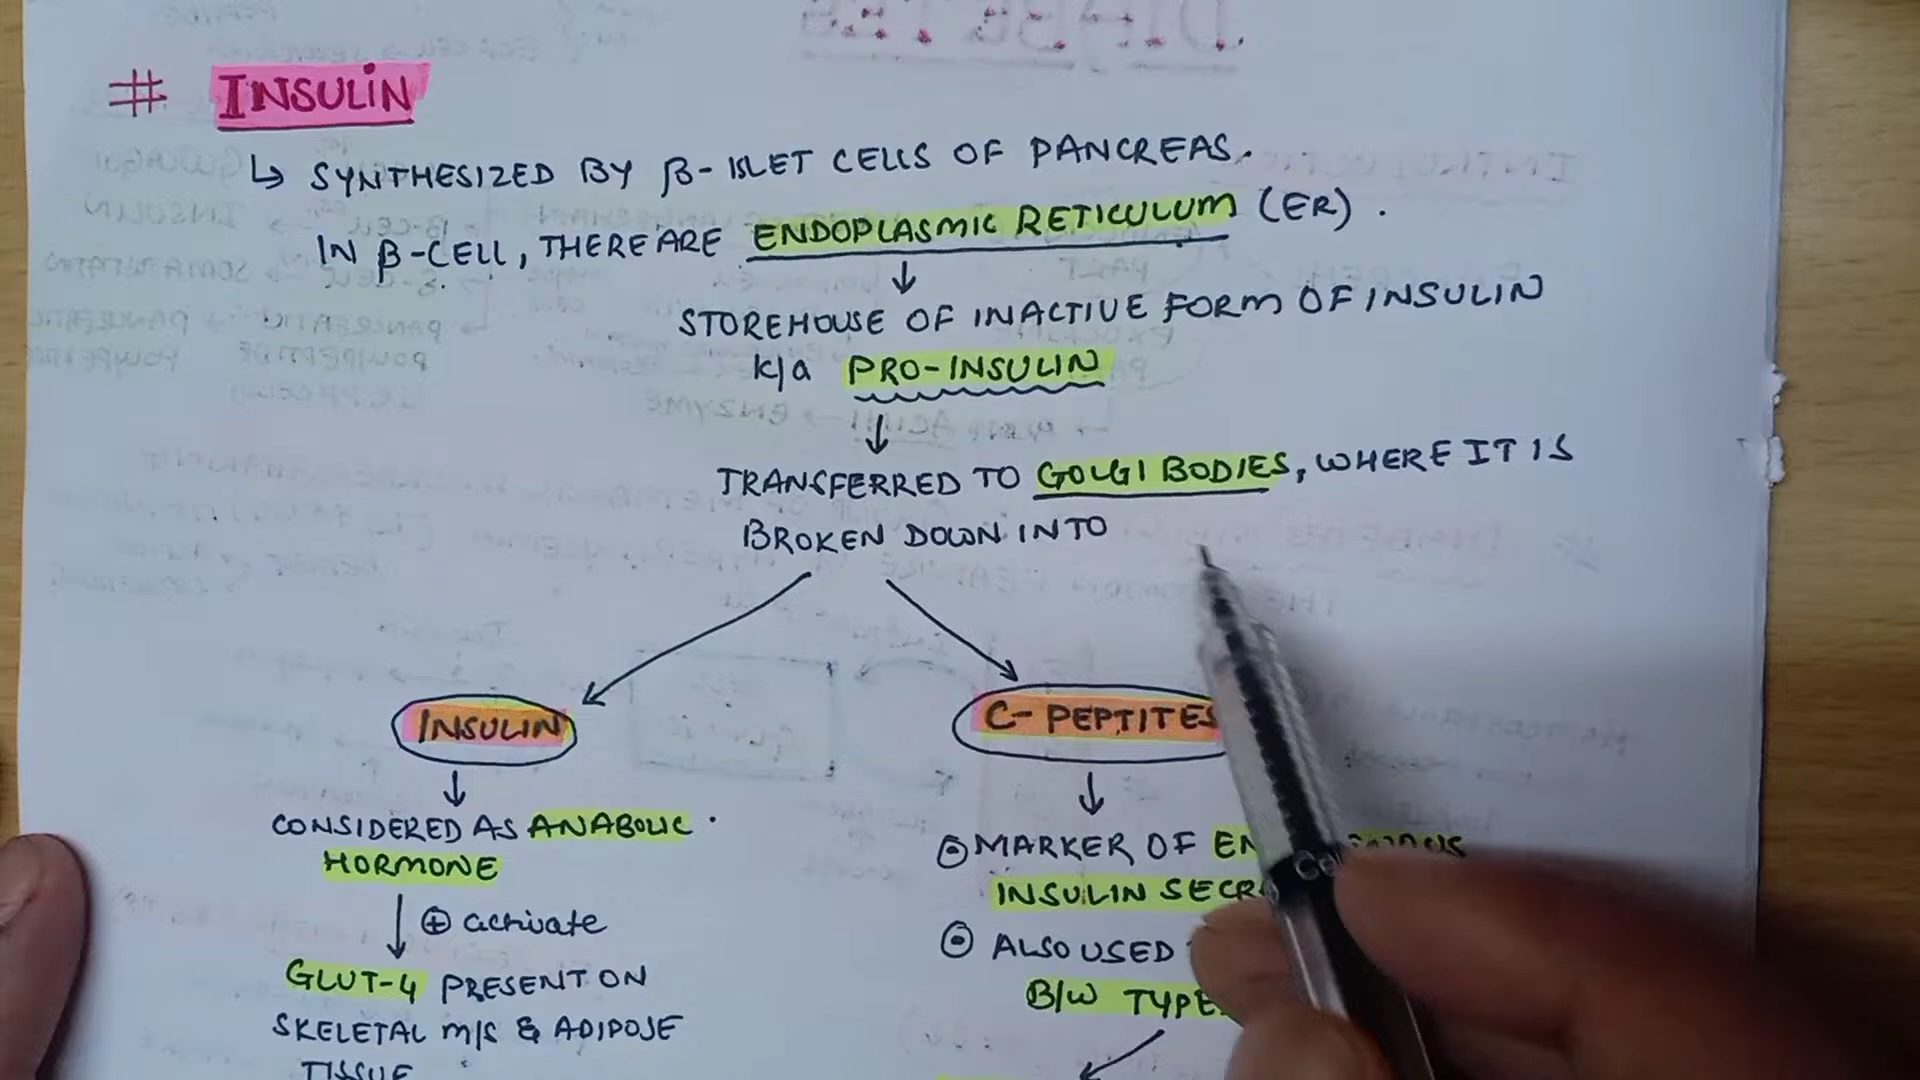 # INSULIN
↳ SYNTHESIZED BY β-ISLET CELLS OF PANCREAS.
IN β-CELL, THERE ARE ENDOPLASMIC RETICULUM (ER).
↓
STOREHOUSE OF INACTIVE FORM OF INSULIN
k/a PRO-INSULIN
↓
TRANSFERRED TO GOLGI BODIES, WHERE IT IS
BROKEN DOWN INTO
INSULIN
↓
CONSIDERED AS ANABOLIC
HORMONE
↓ ⊕ activate
GLUT-4 PRESENT ON
SKELETAL m/s & ADIPOSE
TISSUE
C-PEPTITES
↓
⊙ MARKER OF
INSULIN
⊙ ALSO USED
B/W TYPE